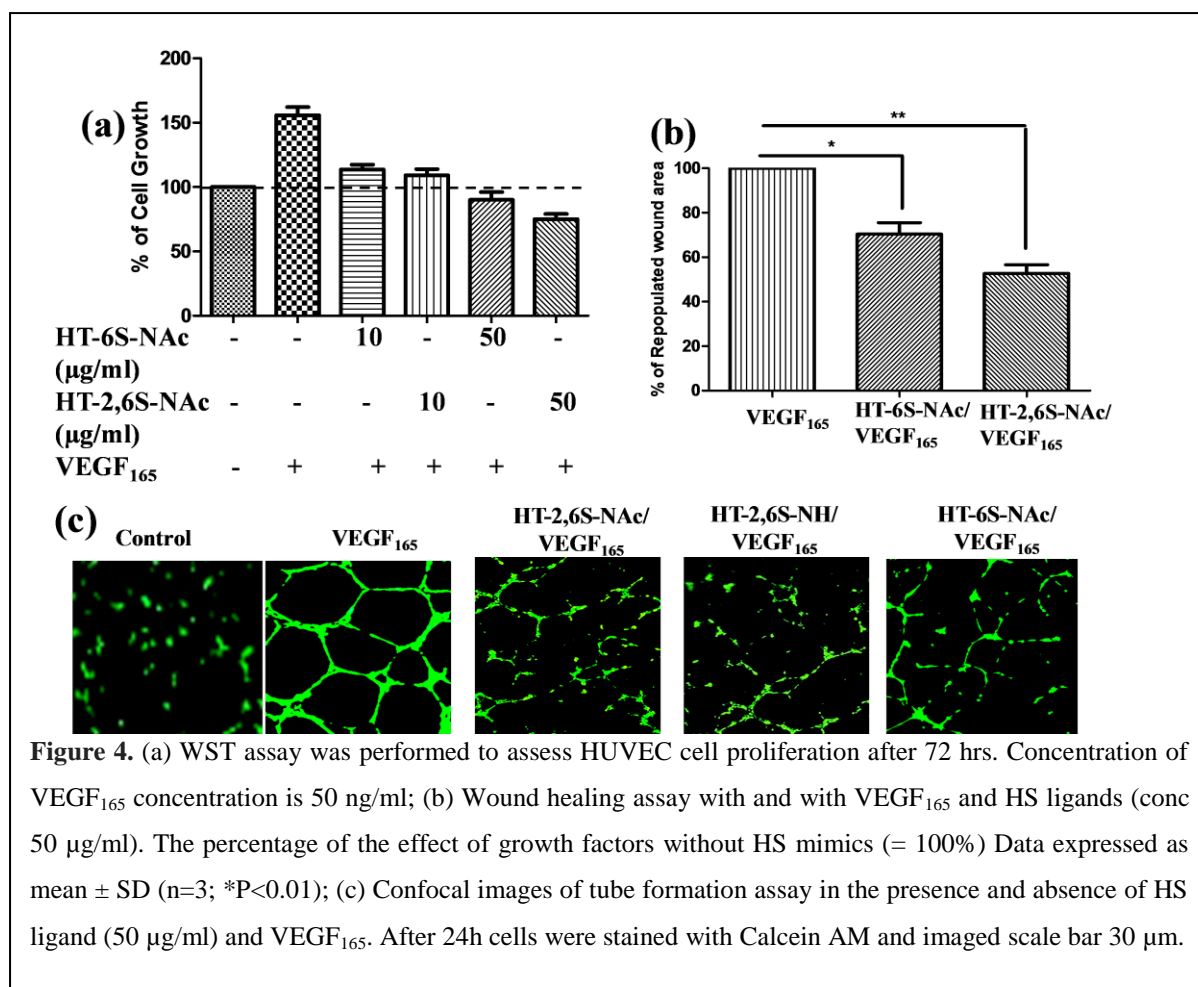 200
150
100
50
0
% of Cell Growth
(a)
HT-6S-NAc - - 10 - 50 -
(µg/ml)
HT-2,6S-NAc - - - 10 - 50
(µg/ml)
VEGF165 - + + + + +
(b)
**
*
100
80
60
40
20
0
% of Repopulated wound area
VEGF165
HT-6S-NAc/
VEGF165
HT-2,6S-NAc/
VEGF165
(c)
Control
VEGF165
HT-2,6S-NAc/
VEGF165
HT-2,6S-NH/
VEGF165
HT-6S-NAc/
VEGF165
Figure 4. (a) WST assay was performed to assess HUVEC cell proliferation after 72 hrs. Concentration of
VEGF165 concentration is 50 ng/ml; (b) Wound healing assay with and with VEGF165 and HS ligands (conc
50 µg/ml). The percentage of the effect of growth factors without HS mimics (= 100%) Data expressed as
mean ± SD (n=3; *P<0.01); (c) Confocal images of tube formation assay in the presence and absence of HS
ligand (50 µg/ml) and VEGF165. After 24h cells were stained with Calcein AM and imaged scale bar 30 µm.